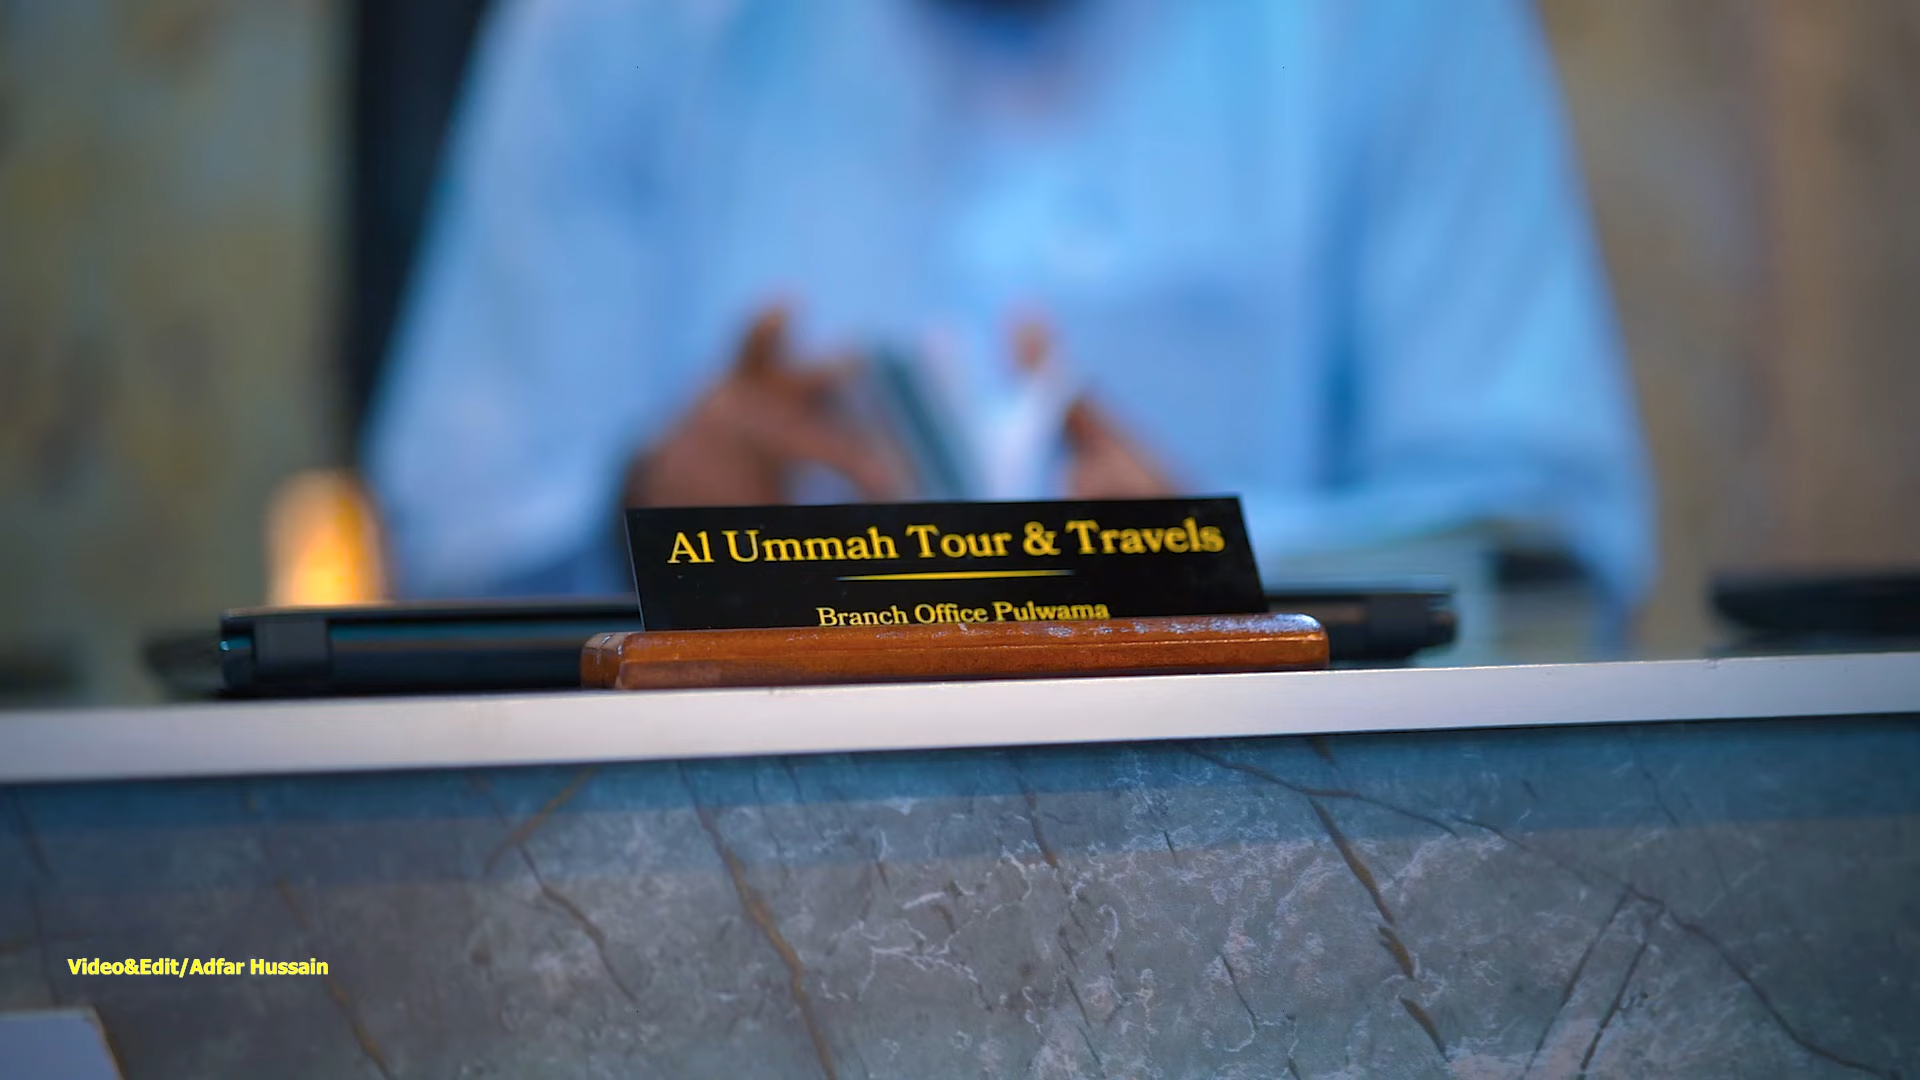 Al Ummah Tour & Travels
Branch Office Pulwama
Video&Edit/Adfar Hussain